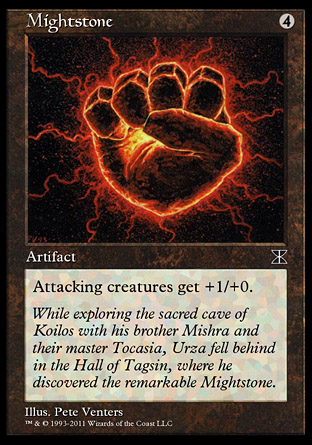 Mightstone 4
Artifact
Attacking creatures get +1/+0.
While exploring the sacred cave of
Koilos with his brother Mishra and
their master Tocasia, Urza fell behind
in the Hall of Tagsin, where he
discovered the remarkable Mightstone.
Illus. Pete Venters
™ & © 1993-2011 Wizards of the Coast LLC